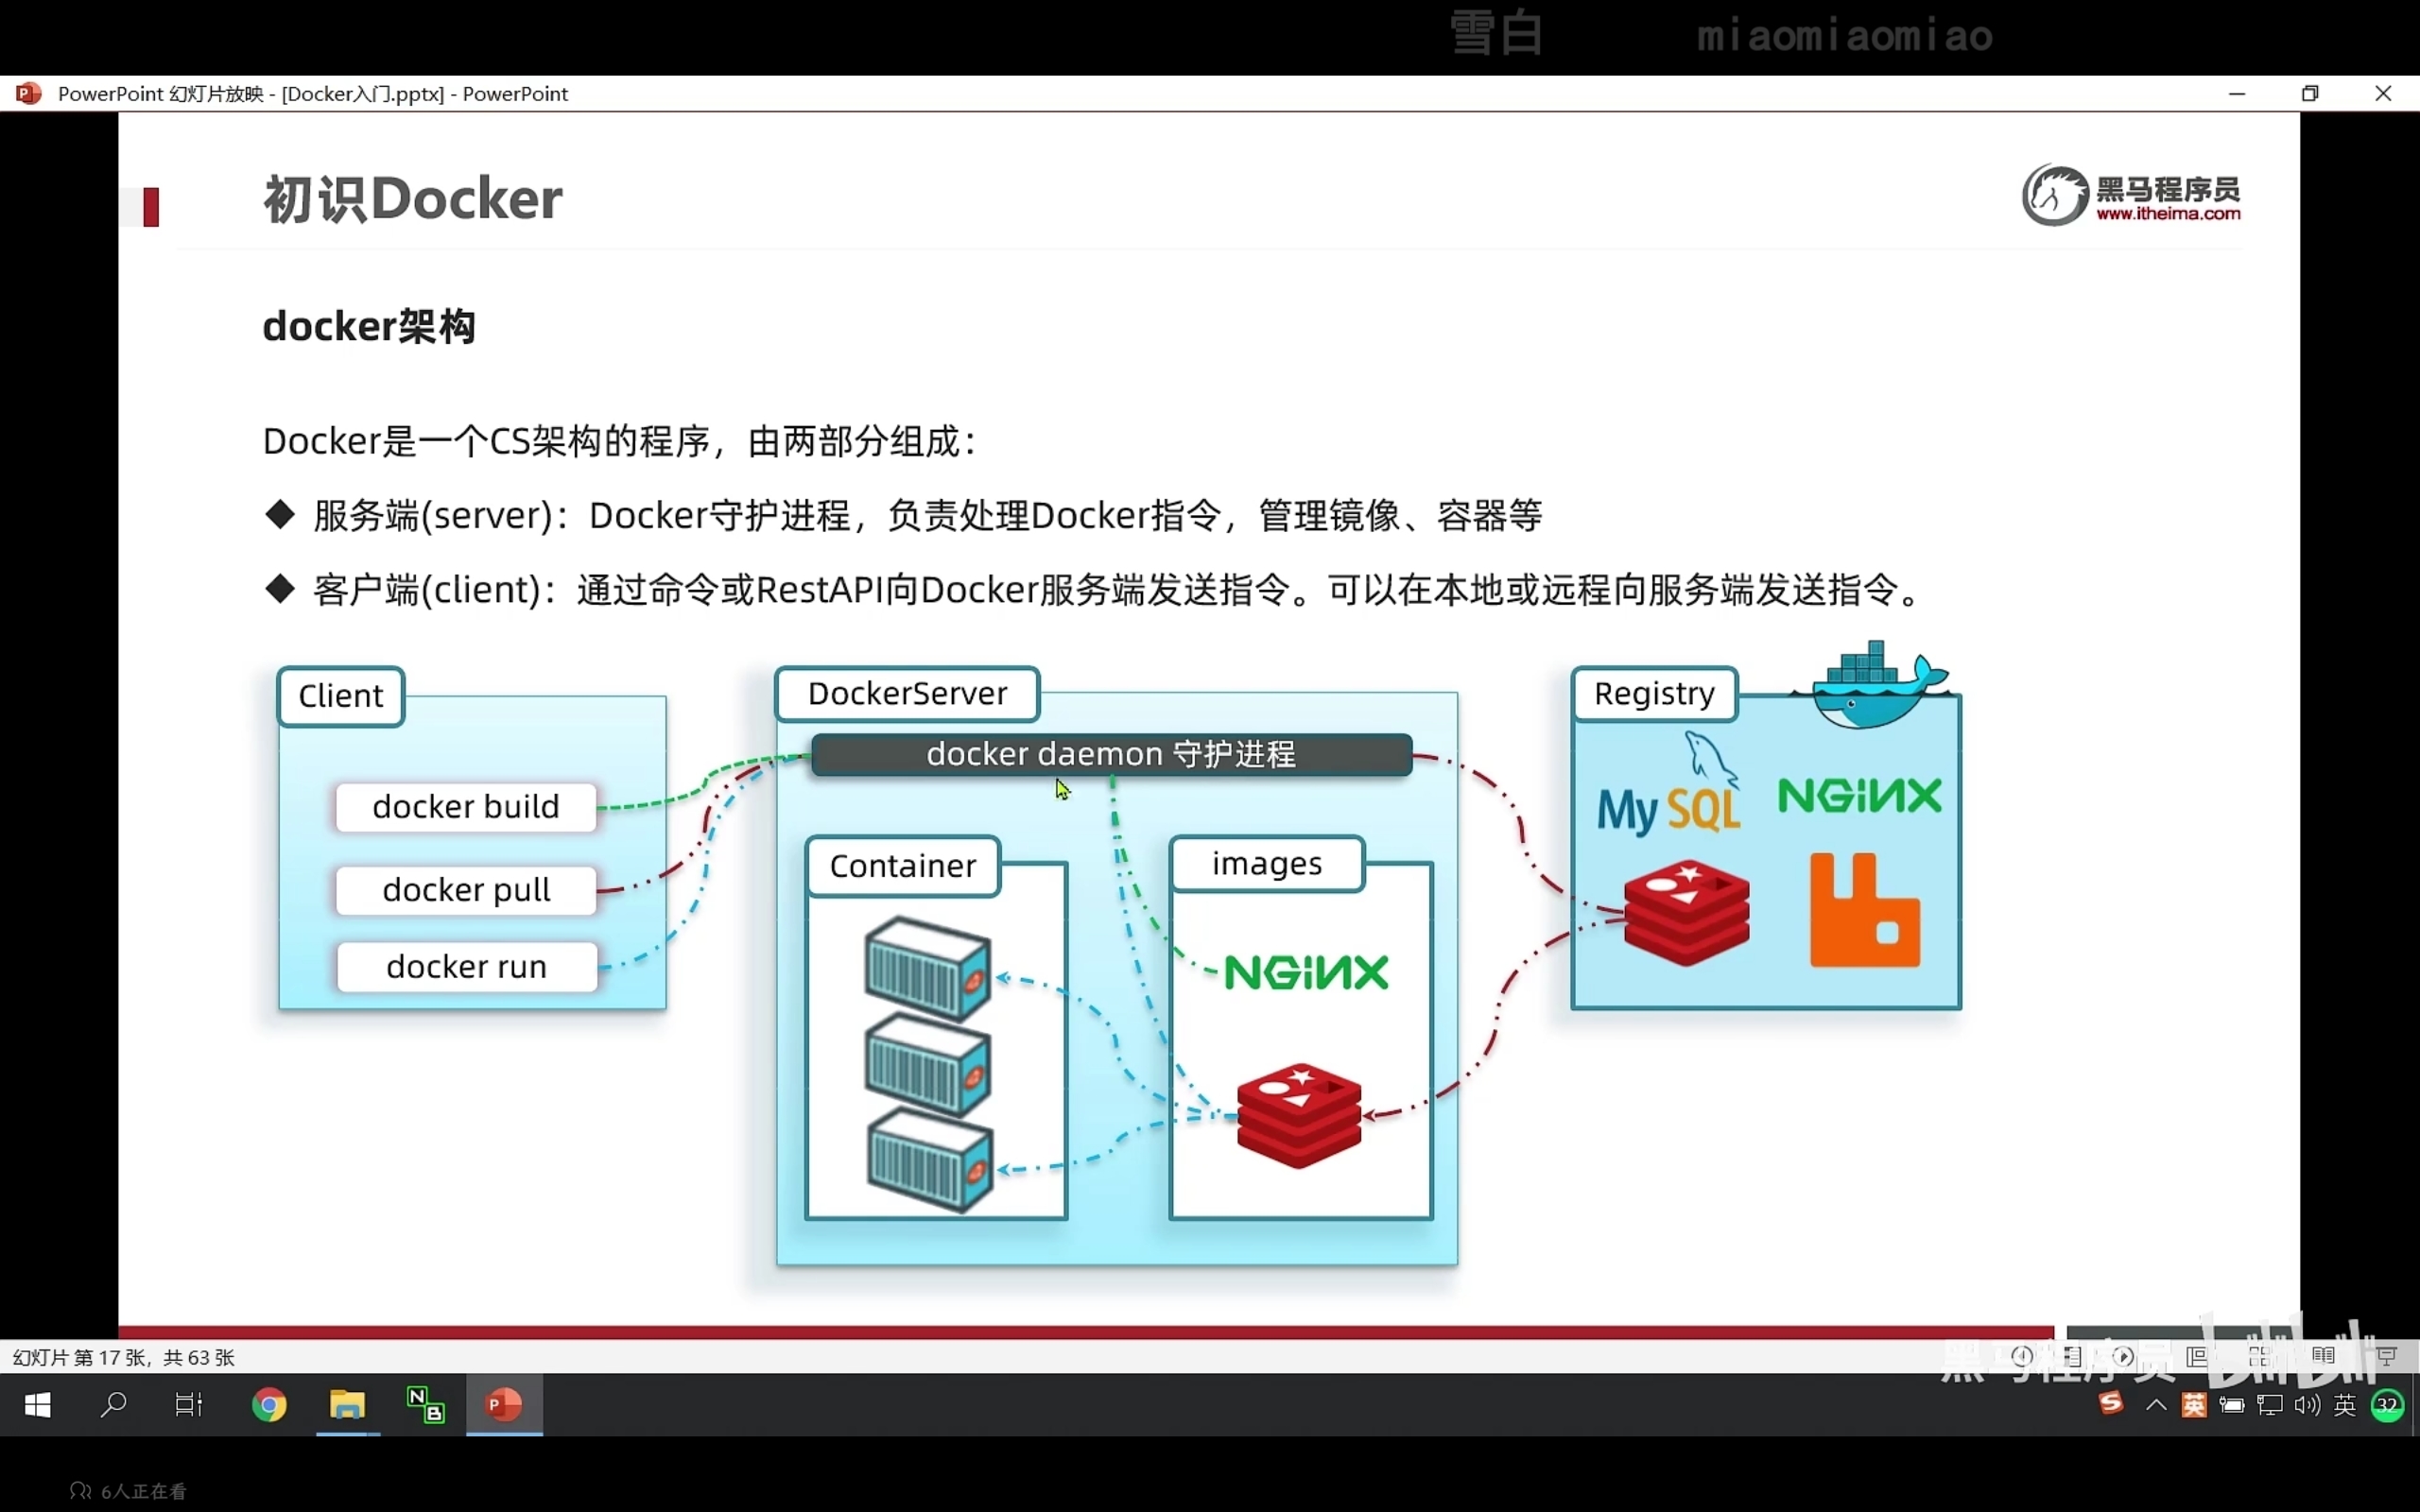 雪白 miaomiaomiao
PowerPoint 幻灯片放映 - [Docker入门.pptx] - PowerPoint
初识Docker
黑马程序员
www.itheima.com
docker架构
Docker是一个CS架构的程序，由两部分组成：
◆ 服务端(server)：Docker守护进程，负责处理Docker指令，管理镜像、容器等
◆ 客户端(client)：通过命令或RestAPI向Docker服务端发送指令。可以在本地或远程向服务端发送指令。
Client
docker build
docker pull
docker run
DockerServer
docker daemon 守护进程
Container
images
NGINX
Registry
MySQL
NGINX
幻灯片 第 17 张，共 63 张
黑马程序员 bilibili
英
英
32
6人正在看